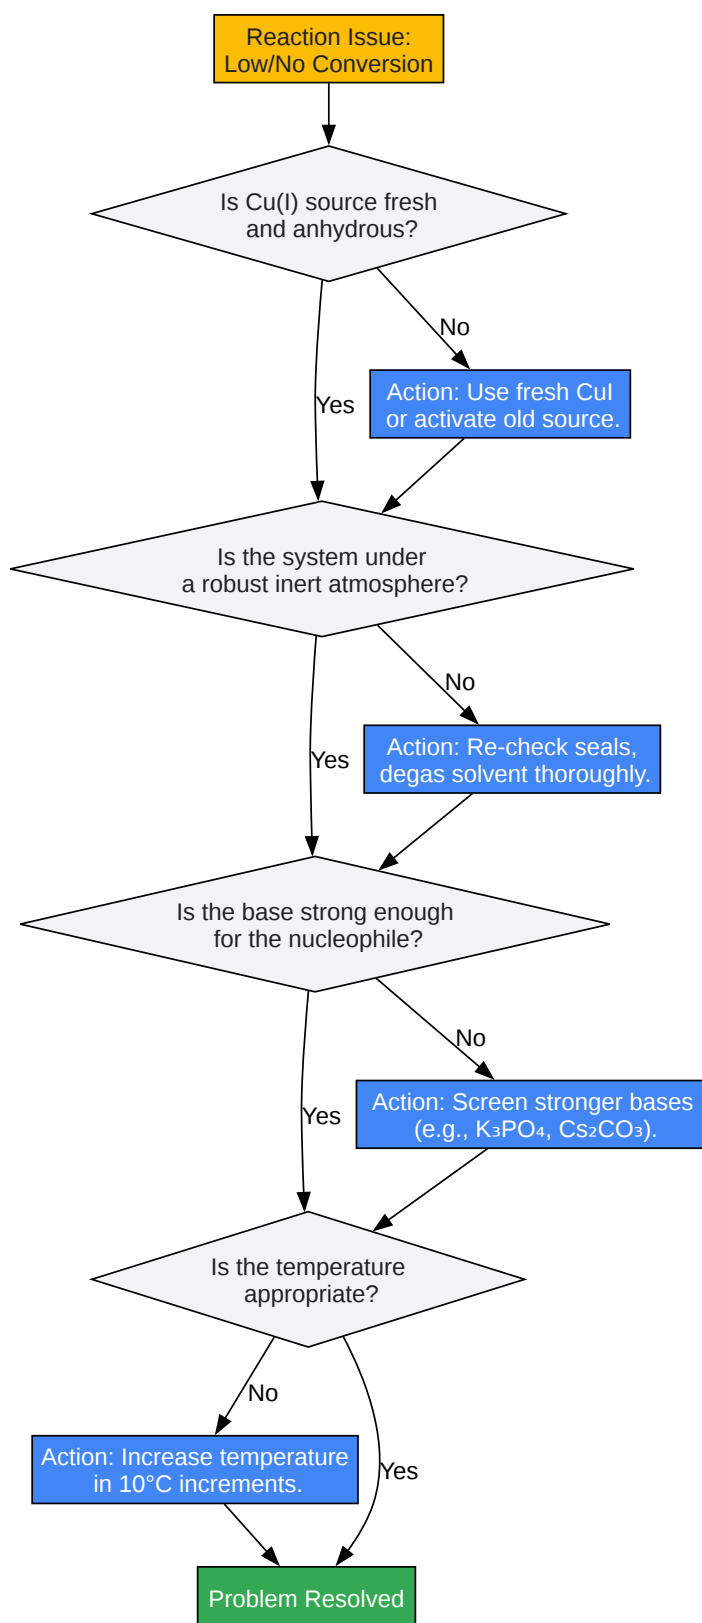 Reaction Issue:
Low/No Conversion
Is Cu(I) source fresh
and anhydrous?
No
Yes
Action: Use fresh CuI
or activate old source.
Is the system under
a robust inert atmosphere?
No
Yes
Action: Re-check seals,
degas solvent thoroughly.
Is the base strong enough
for the nucleophile?
No
Yes
Action: Screen stronger bases
(e.g., K₃PO₄, Cs₂CO₃).
Is the temperature
appropriate?
No
Action: Increase temperature
in 10°C increments.
Yes
Problem Resolved